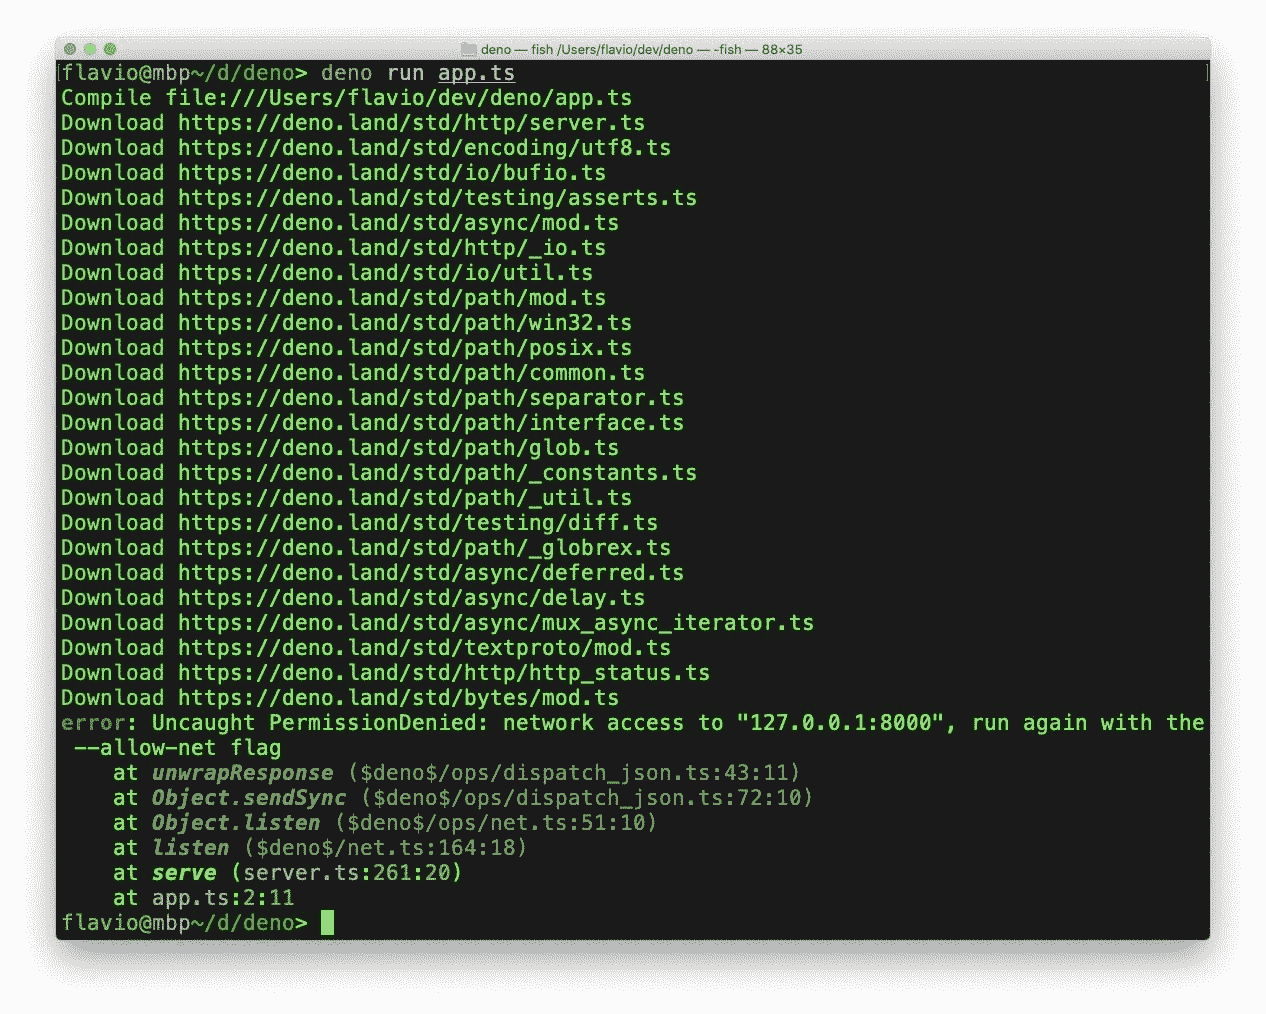 deno — fish /Users/flavio/dev/deno — -fish — 88×35
flavio@mbp~/d/deno> deno run app.ts
Compile file:///Users/flavio/dev/deno/app.ts
Download https://deno.land/std/http/server.ts
Download https://deno.land/std/encoding/utf8.ts
Download https://deno.land/std/io/bufio.ts
Download https://deno.land/std/testing/asserts.ts
Download https://deno.land/std/async/mod.ts
Download https://deno.land/std/http/_io.ts
Download https://deno.land/std/io/util.ts
Download https://deno.land/std/path/mod.ts
Download https://deno.land/std/path/win32.ts
Download https://deno.land/std/path/posix.ts
Download https://deno.land/std/path/common.ts
Download https://deno.land/std/path/separator.ts
Download https://deno.land/std/path/interface.ts
Download https://deno.land/std/path/glob.ts
Download https://deno.land/std/path/_constants.ts
Download https://deno.land/std/path/_util.ts
Download https://deno.land/std/testing/diff.ts
Download https://deno.land/std/path/_globrex.ts
Download https://deno.land/std/async/deferred.ts
Download https://deno.land/std/async/delay.ts
Download https://deno.land/std/async/mux_async_iterator.ts
Download https://deno.land/std/textproto/mod.ts
Download https://deno.land/std/http/http_status.ts
Download https://deno.land/std/bytes/mod.ts
error: Uncaught PermissionDenied: network access to "127.0.0.1:8000", run again with the
--allow-net flag
at unwrapResponse ($deno$/ops/dispatch_json.ts:43:11)
at Object.sendSync ($deno$/ops/dispatch_json.ts:72:10)
at Object.listen ($deno$/ops/net.ts:51:10)
at listen ($deno$/net.ts:164:18)
at serve (server.ts:261:20)
at app.ts:2:11
flavio@mbp~/d/deno>